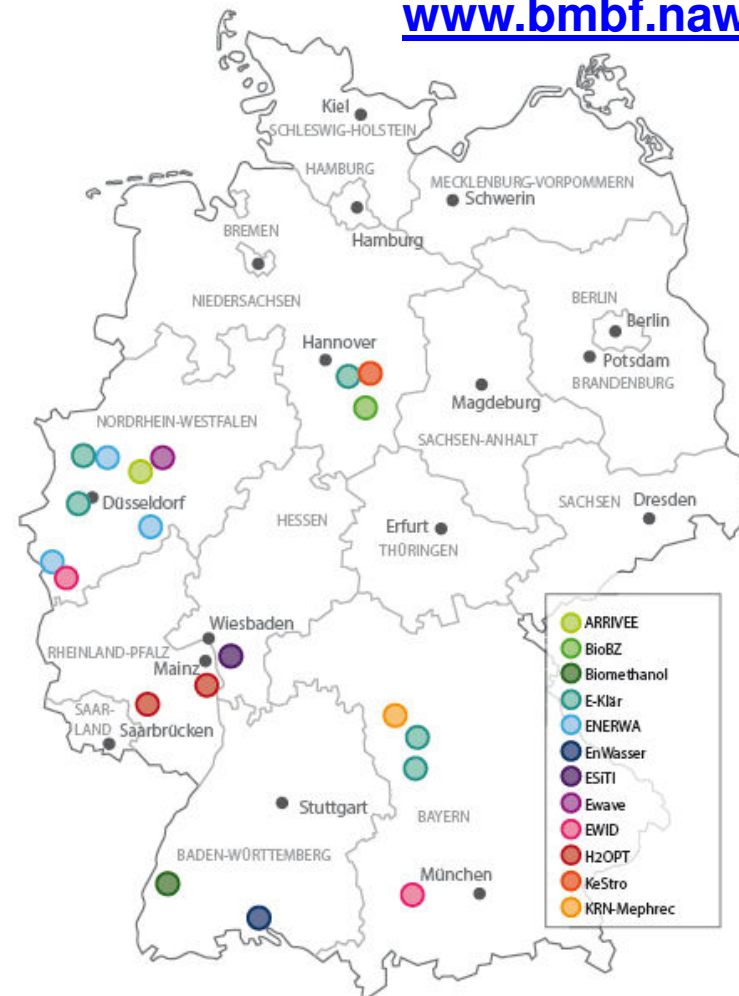 www.bmbf.naw
Kiel
SCHLESWIG-HOLSTEIN
HAMBURG
MECKLENBURG-VORPOMMERN
Schwerin
Hamburg
BREMEN
NIEDERSACHSEN
BERLIN
Berlin
Hannover
Potsdam
BRANDENBURG
Magdeburg
NORDRHEIN-WESTFALEN
SACHSEN-ANHALT
Düsseldorf
HESSEN
Erfurt
THÜRINGEN
SACHSEN
Dresden
Wiesbaden
RHEINLAND-PFALZ
Mainz
SAAR-
LAND
Saarbrücken
Stuttgart
BAYERN
BADEN-WÜRTTEMBERG
München
ARRIVEE
BioBZ
Biomethanol
E-Klär
ENERWA
EnWasser
ESiTI
Ewave
EWID
H2OPT
KeStro
KRN-Mephrec